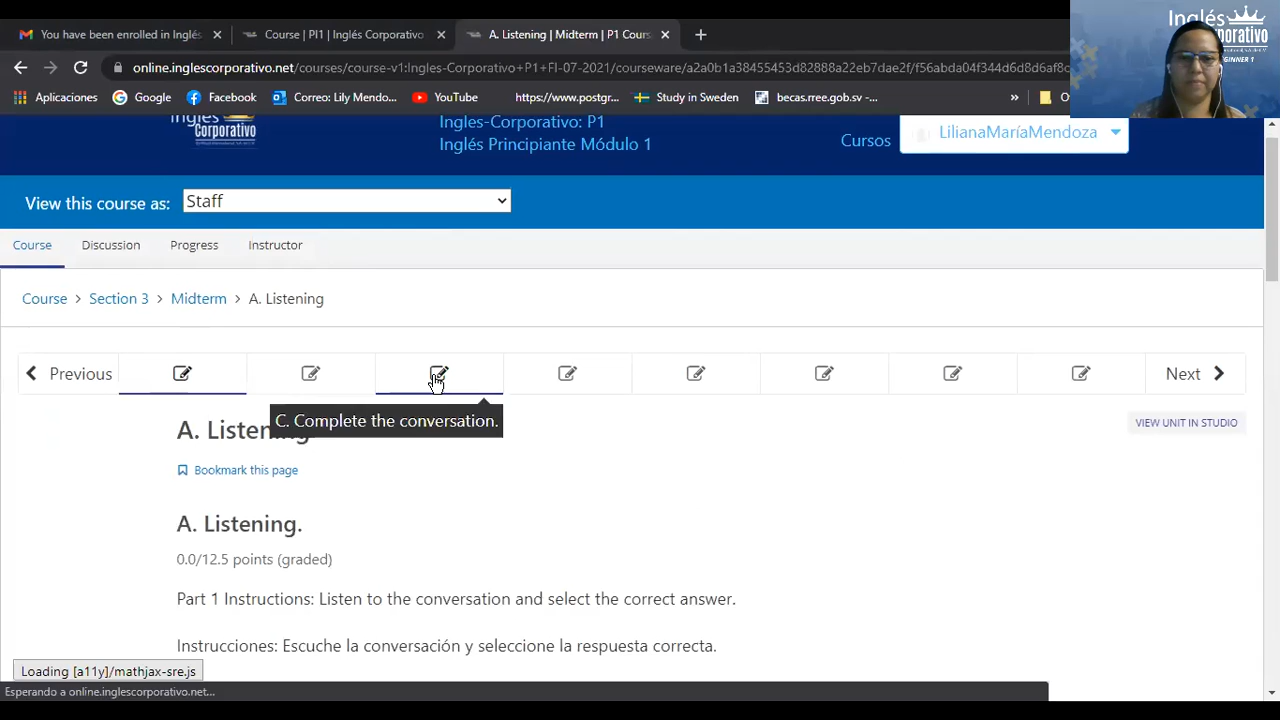 You have been enrolled in Inglés
Course | PI1 | Inglés Corporativo
A. Listening | Midterm | P1 Cours
online.inglescorporativo.net/courses/course-v1:Ingles-Corporativo+P1+P1-07-2021/courseware/a2a0b1a3845545359388a22eb7dae2f/f56abda04f344d6d8d6af8c
Aplicaciones
Google
Facebook
Correo: Lily Mendo...
YouTube
https://www.postgr...
Study in Sweden
becas.rree.gob.sv -...
»
Inglés
Corporativo
Corporativo
Ingles-Corporativo: P1
Inglés Principiante Módulo 1
Cursos
LilianaMaríaMendoza
View this course as:
Staff
Course
Discussion
Progress
Instructor
Course > Section 3 > Midterm > A. Listening
Previous
Next
C. Complete the conversation.
A. Listening
VIEW UNIT IN STUDIO
Bookmark this page
A. Listening.
0.0/12.5 points (graded)
Part 1 Instructions: Listen to the conversation and select the correct answer.
Instrucciones: Escuche la conversación y seleccione la respuesta correcta.
Loading [a11y]/mathjax-sre.js
Esperando a online.inglescorporativo.net...